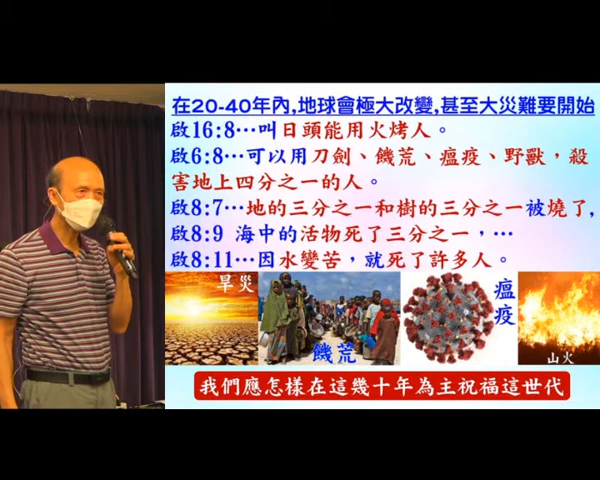 在20-40年內,地球會極大改變,甚至大災難要開始
啟16:8…叫日頭能用火烤人。
啟6:8…可以用刀劍、饑荒、瘟疫、野獸，殺
害地上四分之一的人。
啟8:7…地的三分之一和樹的三分之一被燒了,
啟8:9 海中的活物死了三分之一，…
啟8:11…因水變苦，就死了許多人。
旱災
饑荒
瘟疫
山火
我們應怎樣在這幾十年為主祝福這世代